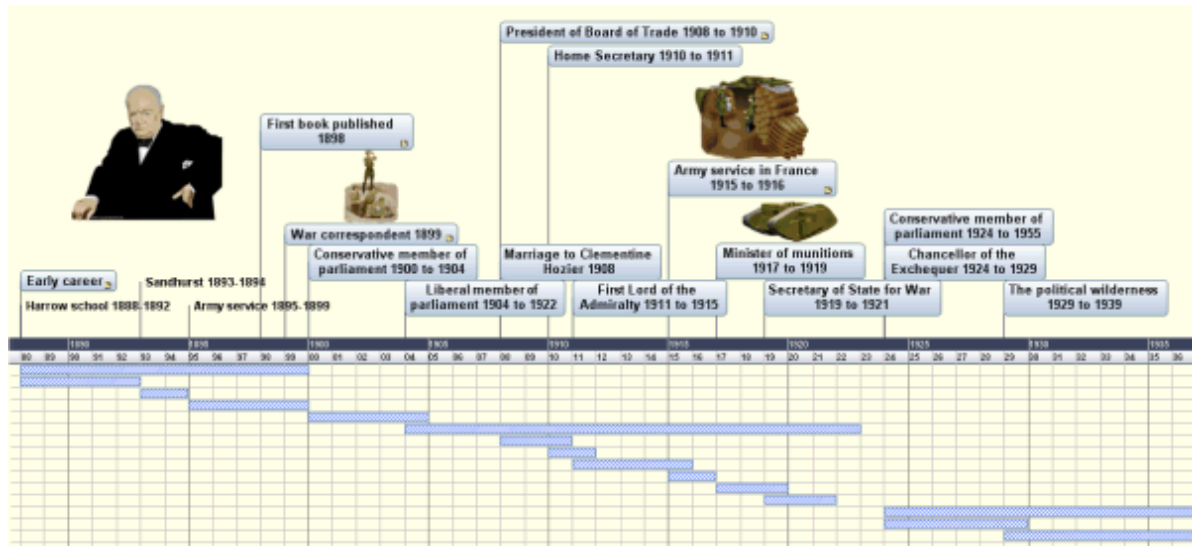 President of Board of Trade 1908 to 1910
Home Secretary 1910 to 1911
First book published
1898
Army service in France
1915 to 1916
War correspondent 1899
Conservative member of
parliament 1924 to 1955
Conservative member of
parliament 1900 to 1904
Marriage to Clementine
Hozier 1908
Minister of munitions
1917 to 1919
Chancellor of the
Exchequer 1924 to 1929
Early career
Sandhurst 1893-1894
Liberal member of
parliament 1904 to 1922
First Lord of the
Admiralty 1911 to 1915
Secretary of State for War
1919 to 1921
The political wilderness
1929 to 1939
Harrow school 1888-1892
Army service 1895-1899
1890 1895 1900 1905 1910 1915 1920 1925 1930 1935
88 89 90 91 92 93 94 95 96 97 98 99 00 01 02 03 04 05 06 07 08 09 10 11 12 13 14 15 16 17 18 19 20 21 22 23 24 25 26 27 28 29 30 31 32 33 34 35 36